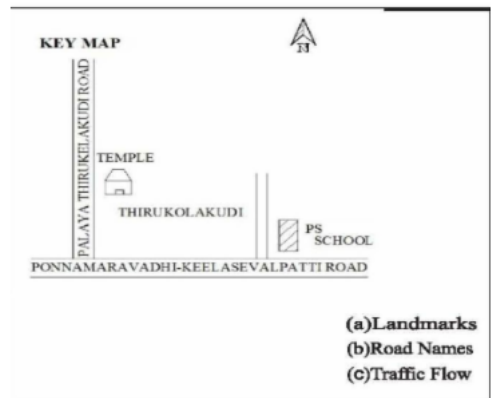 KEY MAP
N
PALAYA THIRUKELAKUDI ROAD
TEMPLE
THIRUKOLAKUDI
PS
SCHOOL
PONNAMARAVADHI-KEELASEVALPATTI ROAD
(a)Landmarks
(b)Road Names
(c)Traffic Flow